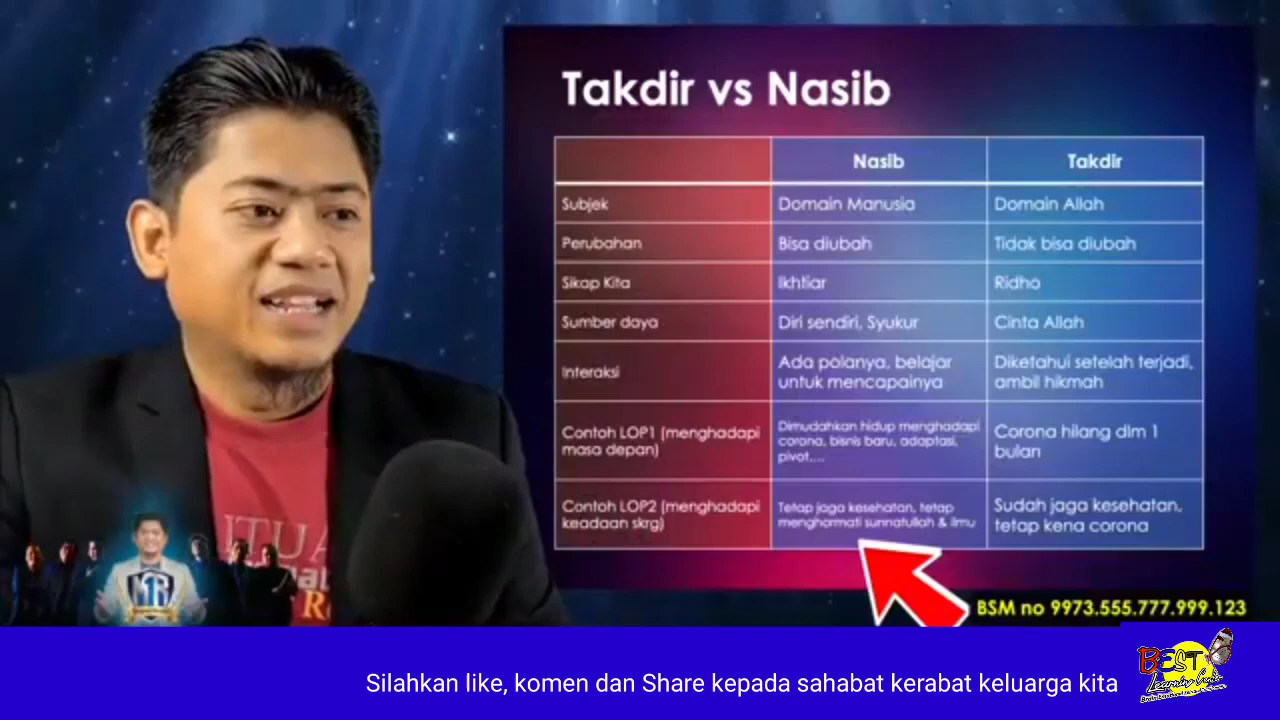 Takdir vs Nasib
Nasib
Takdir
Subjek
Domain Manusia
Domain Allah
Perubahan
Bisa diubah
Tidak bisa diubah
Sikap Kita
Ikhtiar
Ridho
Sumber daya
Diri sendiri, Syukur
Cinta Allah
Interaksi
Ada polanya, belajar
untuk mencapainya
Diketahui setelah terjadi,
ambil hikmah
Contoh LOP1 (menghadapi
masa depan)
Dimudahkan hidup menghadapi
corona, bisnis baru, adaptasi,
pivot,...
Corona hilang dlm 1
bulan
Contoh LOP2 (menghadapi
keadaan skrg)
Tetap jaga kesehatan, tetap
menghormati sunnatullah & ilmu
Sudah jaga kesehatan,
tetap kena corona
BSM no 9973.555.777.999.123
Silahkan like, komen dan Share kepada sahabat kerabat keluarga kita
BEST